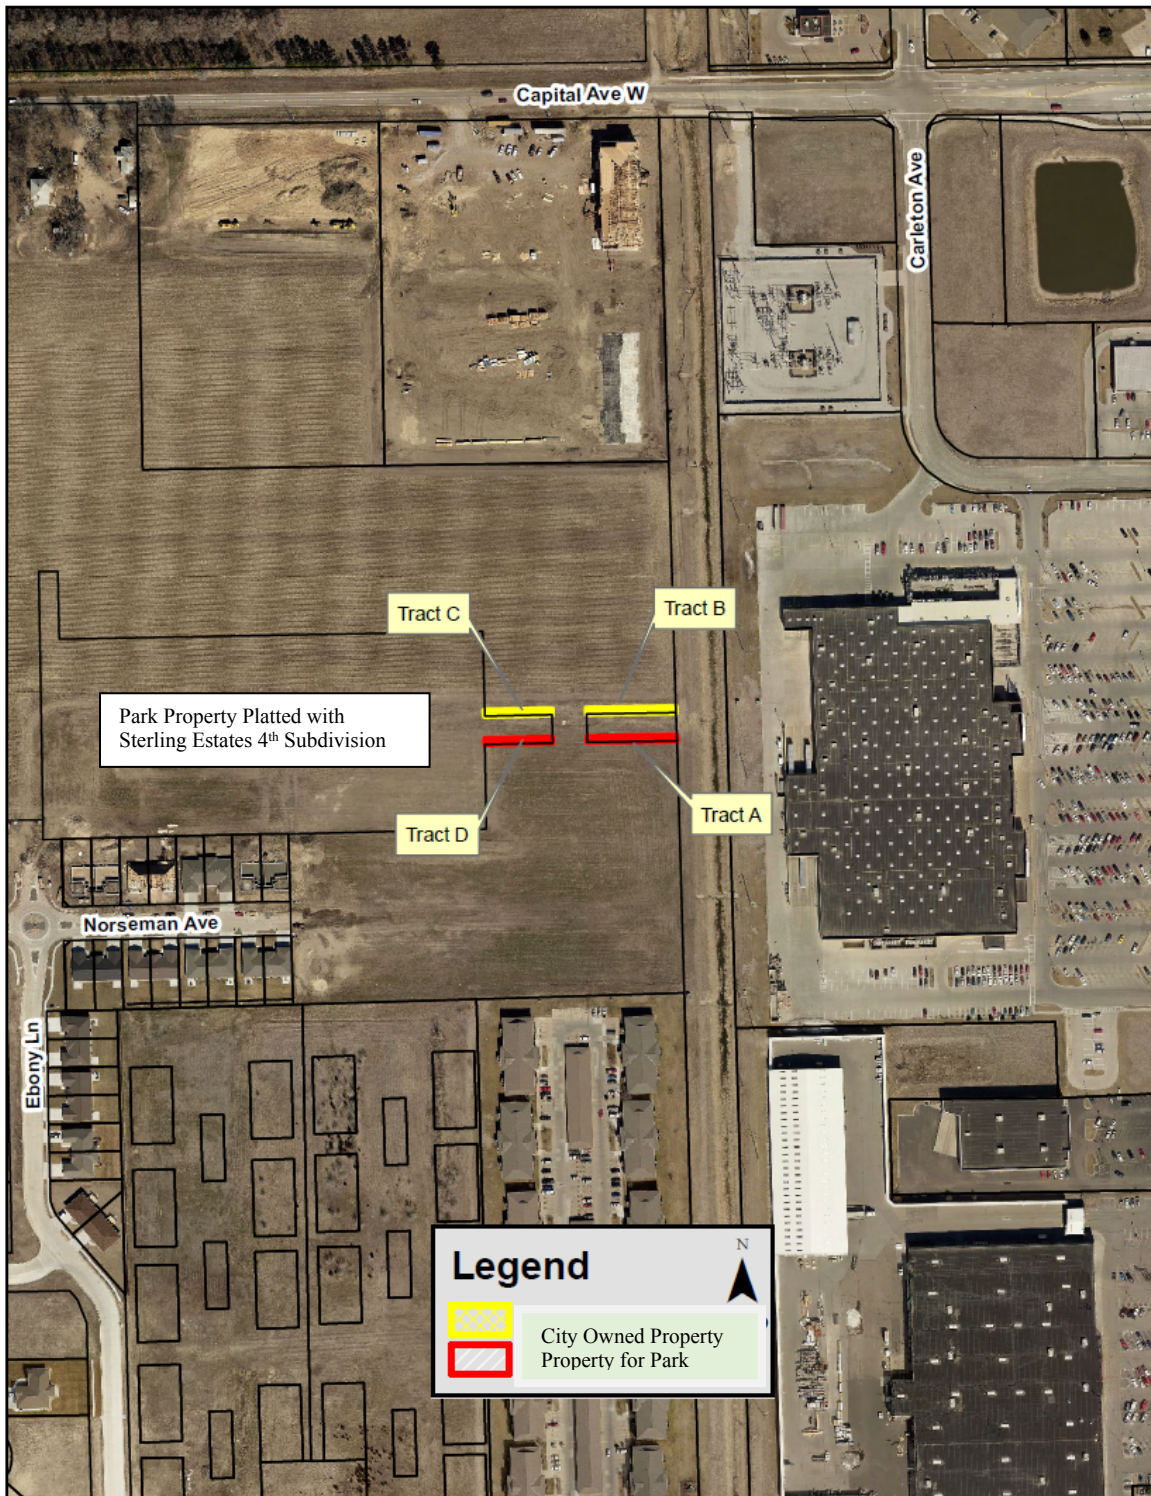 Capital Ave W
Carleton Ave
Tract C
Tract B
Park Property Platted with
Sterling Estates 4th Subdivision
Tract A
Tract D
Norseman Ave
Ebony Ln
Legend
N
City Owned Property
Property for Park